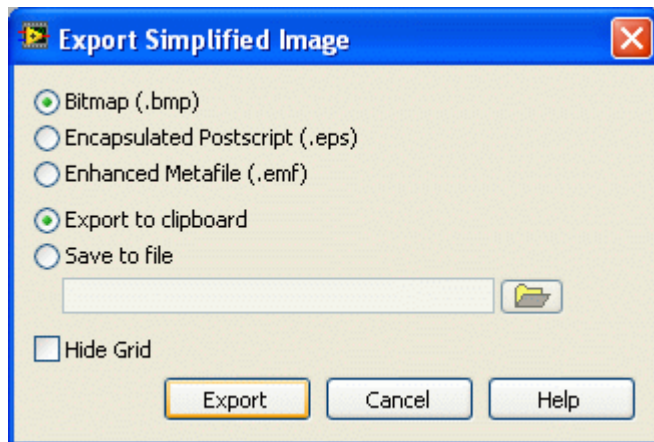 Export Simplified Image
Bitmap (.bmp)
Encapsulated Postscript (.eps)
Enhanced Metafile (.emf)
Export to clipboard
Save to file
Hide Grid
Export Cancel Help